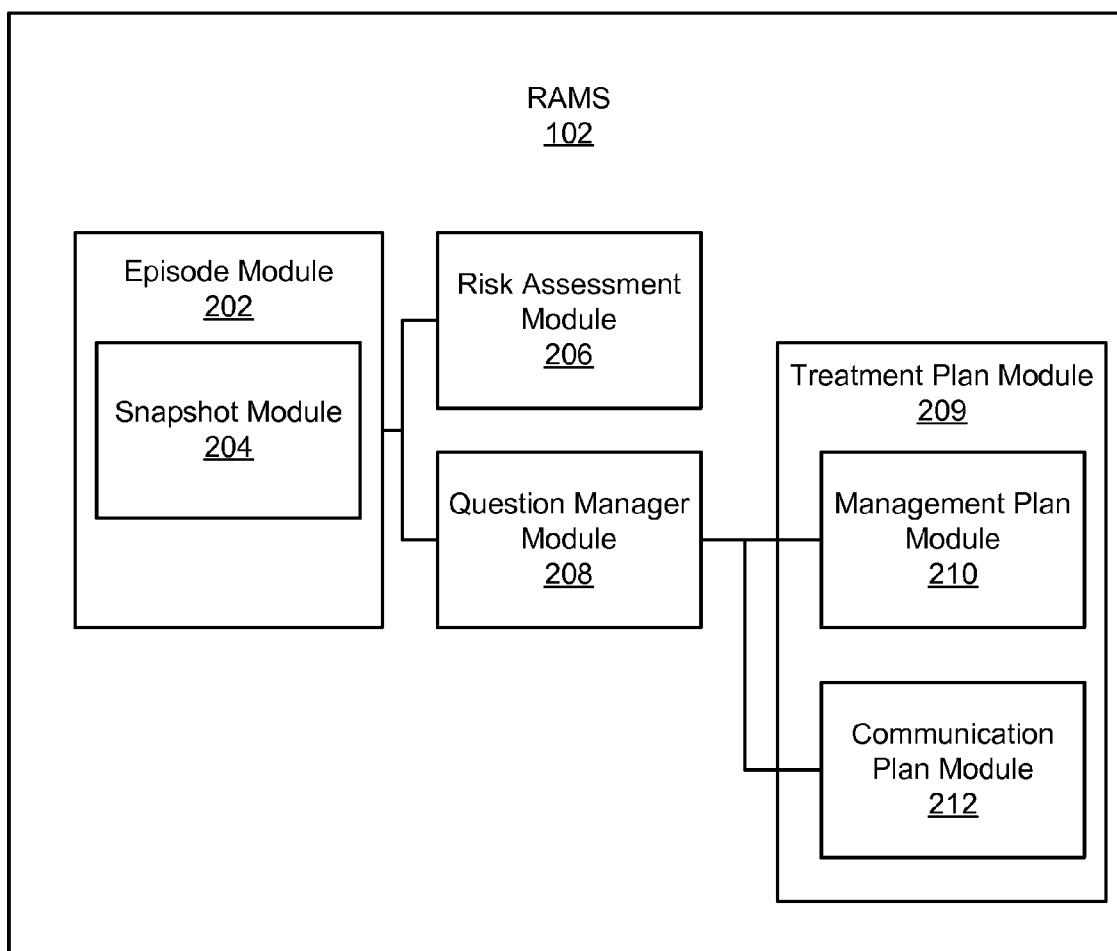 RAMS
102
Episode Module
202
Snapshot Module
204
Risk Assessment
Module
206
Question Manager
Module
208
Treatment Plan Module
209
Management Plan
Module
210
Communication
Plan Module
212